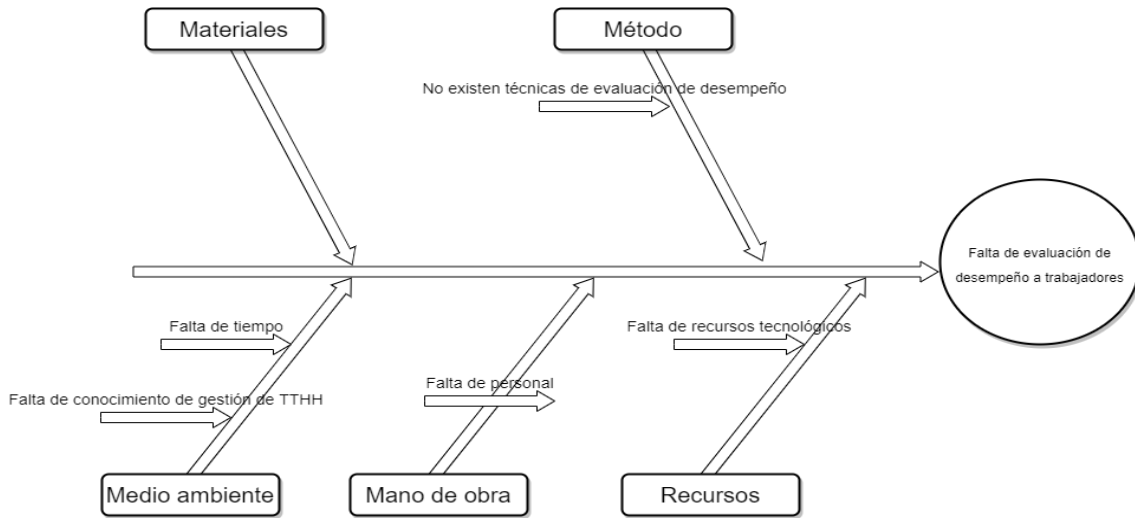 Materiales
Método
No existen técnicas de evaluación de desempeño
Falta de evaluación de
desempeño a trabajadores
Falta de tiempo
Falta de recursos tecnológicos
Falta de conocimiento de gestión de TTHH
Falta de personal
Medio ambiente
Mano de obra
Recursos